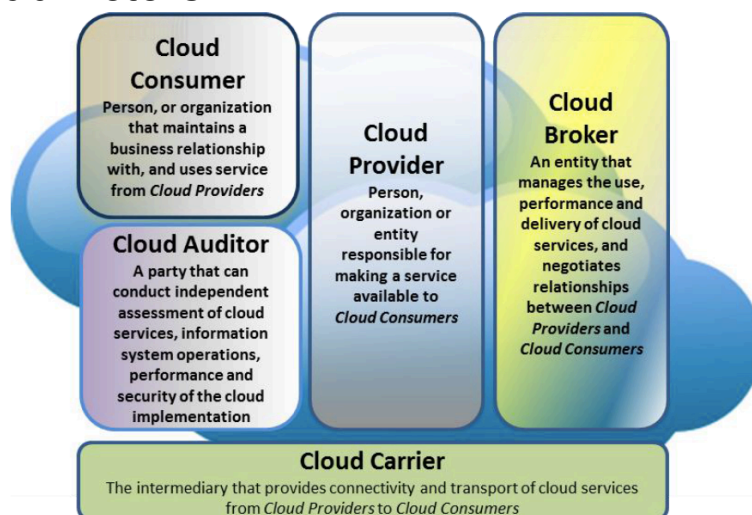 Cloud
Consumer
Person, or organization
that maintains a
business relationship
with, and uses service
from Cloud Providers
Cloud Auditor
A party that can
conduct independent
assessment of cloud
services, information
system operations,
performance and
security of the cloud
implementation
Cloud
Provider
Person,
organization or
entity
responsible for
making a service
available to
Cloud Consumers
Cloud
Broker
An entity that
manages the use,
performance and
delivery of cloud
services, and
negotiates
relationships
between Cloud
Providers and
Cloud Consumers
Cloud Carrier
The intermediary that provides connectivity and transport of cloud services
from Cloud Providers to Cloud Consumers